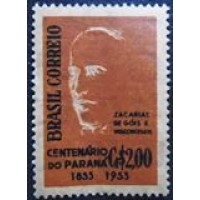 BRASIL CORREIO
ZACARIAS
DE GÓIS E
VASCONCELOS
CENTENÁRIO
DO PARANÁ
1853 1953
Cr$2,00